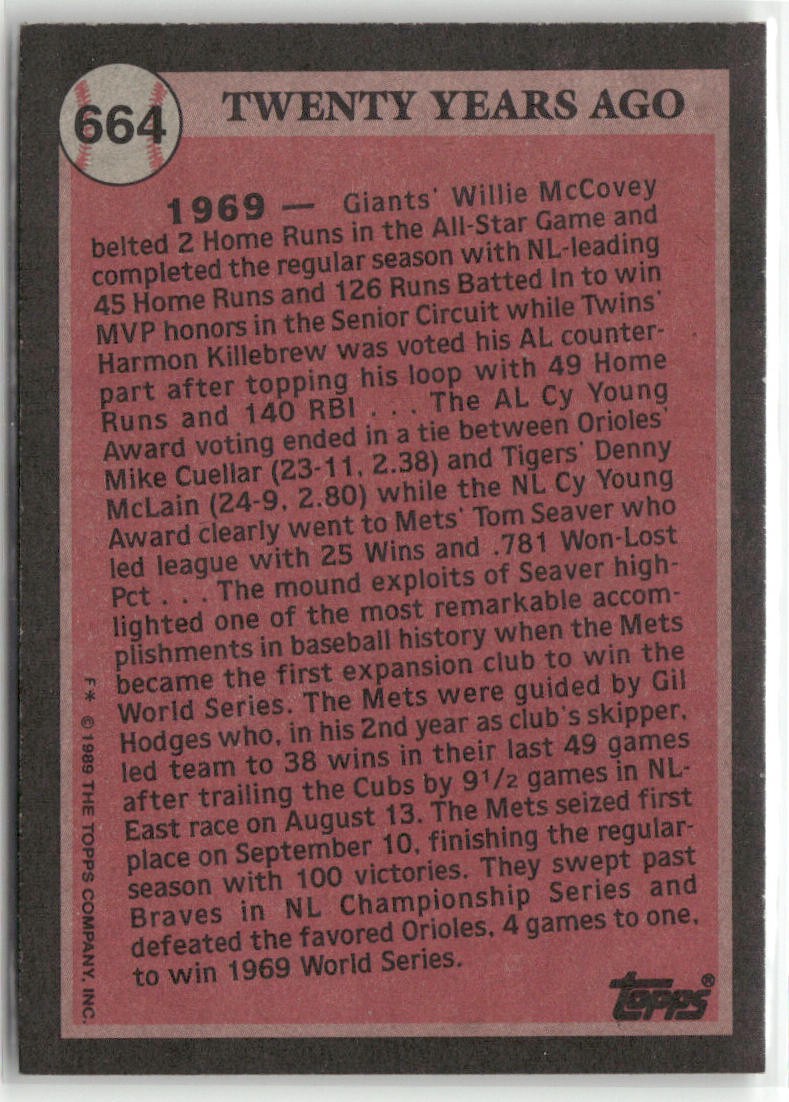 664
TWENTY YEARS AGO
1969 — Giants' Willie McCovey
belted 2 Home Runs in the All-Star Game and
completed the regular season with NL-leading
45 Home Runs and 126 Runs Batted In to win
MVP honors in the Senior Circuit while Twins'
Harmon Killebrew was voted his AL counter-
part after topping his loop with 49 Home
Runs and 140 RBI . . . The AL Cy Young
Award voting ended in a tie between Orioles'
Mike Cuellar (23-11, 2.38) and Tigers' Denny
McLain (24-9, 2.80) while the NL Cy Young
Award clearly went to Mets' Tom Seaver who
led league with 25 Wins and .781 Won-Lost
Pct . . . The mound exploits of Seaver high-
lighted one of the most remarkable accom-
plishments in baseball history when the Mets
became the first expansion club to win the
World Series. The Mets were guided by Gil
Hodges who, in his 2nd year as club's skipper,
led team to 38 wins in their last 49 games
after trailing the Cubs by 9 1/2 games in NL-
East race on August 13. The Mets seized first
place on September 10, finishing the regular-
season with 100 victories. They swept past
Braves in NL Championship Series and
defeated the favored Orioles, 4 games to one,
to win 1969 World Series.
F* © 1989 THE TOPPS COMPANY, INC.
topps®